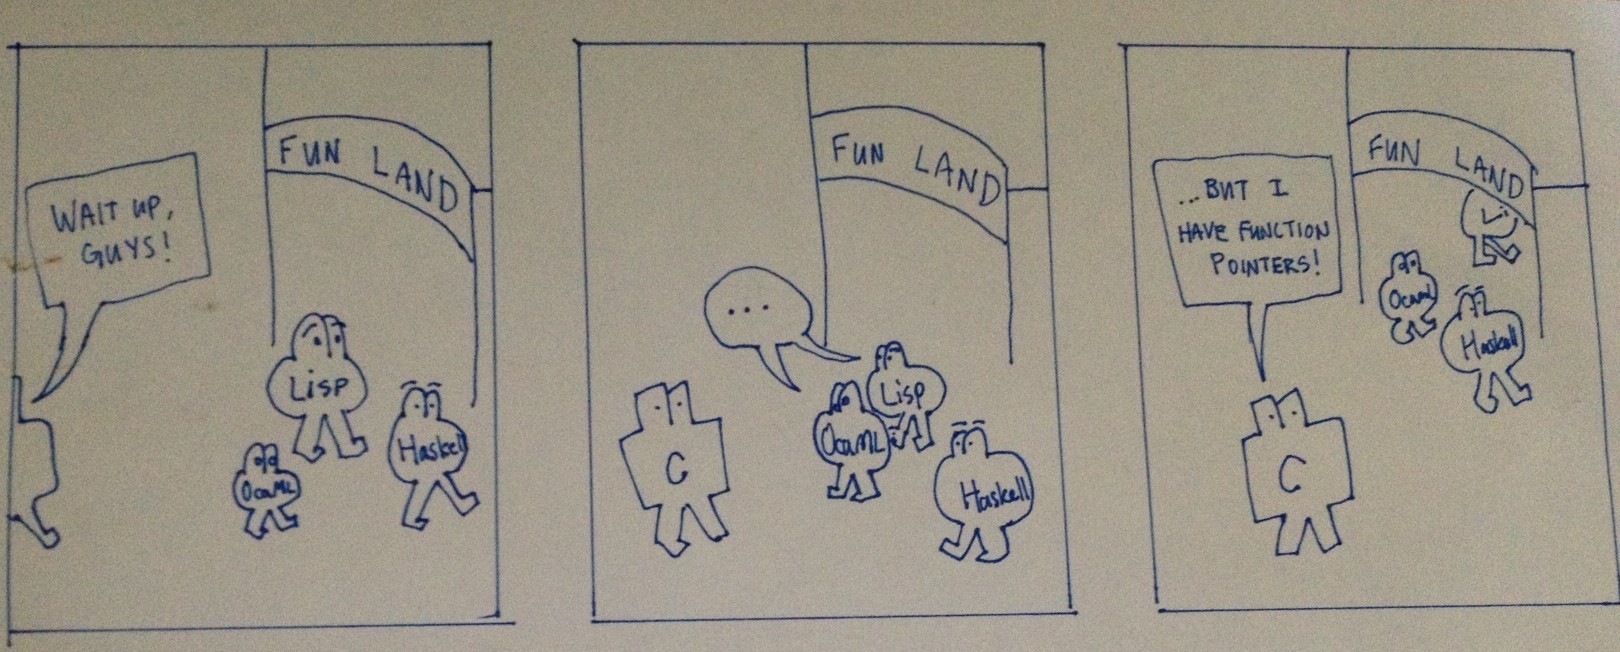 WAIT UP,
GUYS!
FUN LAND
Lisp
Haskell
OcaML
FUN LAND
...
Lisp
OcaML
Haskell
C
...BUT I
HAVE FUNCTION
POINTERS!
FUN LAND
Li
Ocaml
Haskell
C